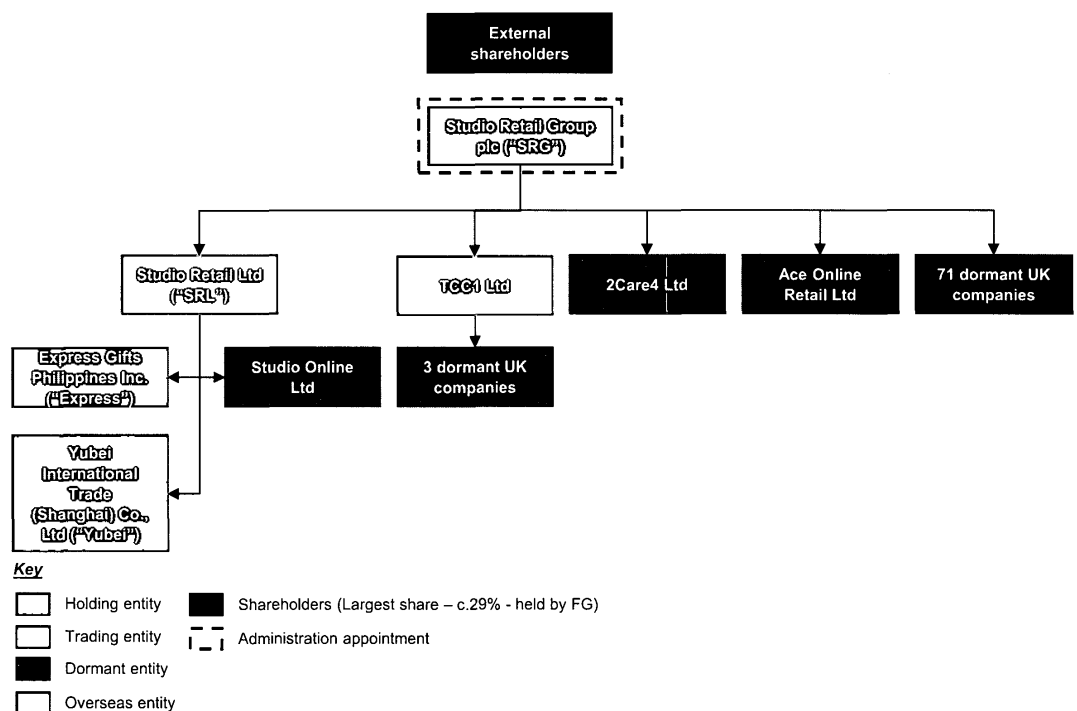 External
shareholders
Studio Retail Group
plc ("SRG")
Studio Retail Ltd
("SRL")
TCC1 Ltd
2Care4 Ltd
Ace Online
Retail Ltd
71 dormant UK
companies
Express Gifts
Philippines Inc.
("Express")
Studio Online
Ltd
3 dormant UK
companies
Yubei
International
Trade
(Shanghai) Co.,
Ltd ("Yubei")
Key
Holding entity
Shareholders (Largest share – c.29% - held by FG)
Trading entity
Administration appointment
Dormant entity
Overseas entity